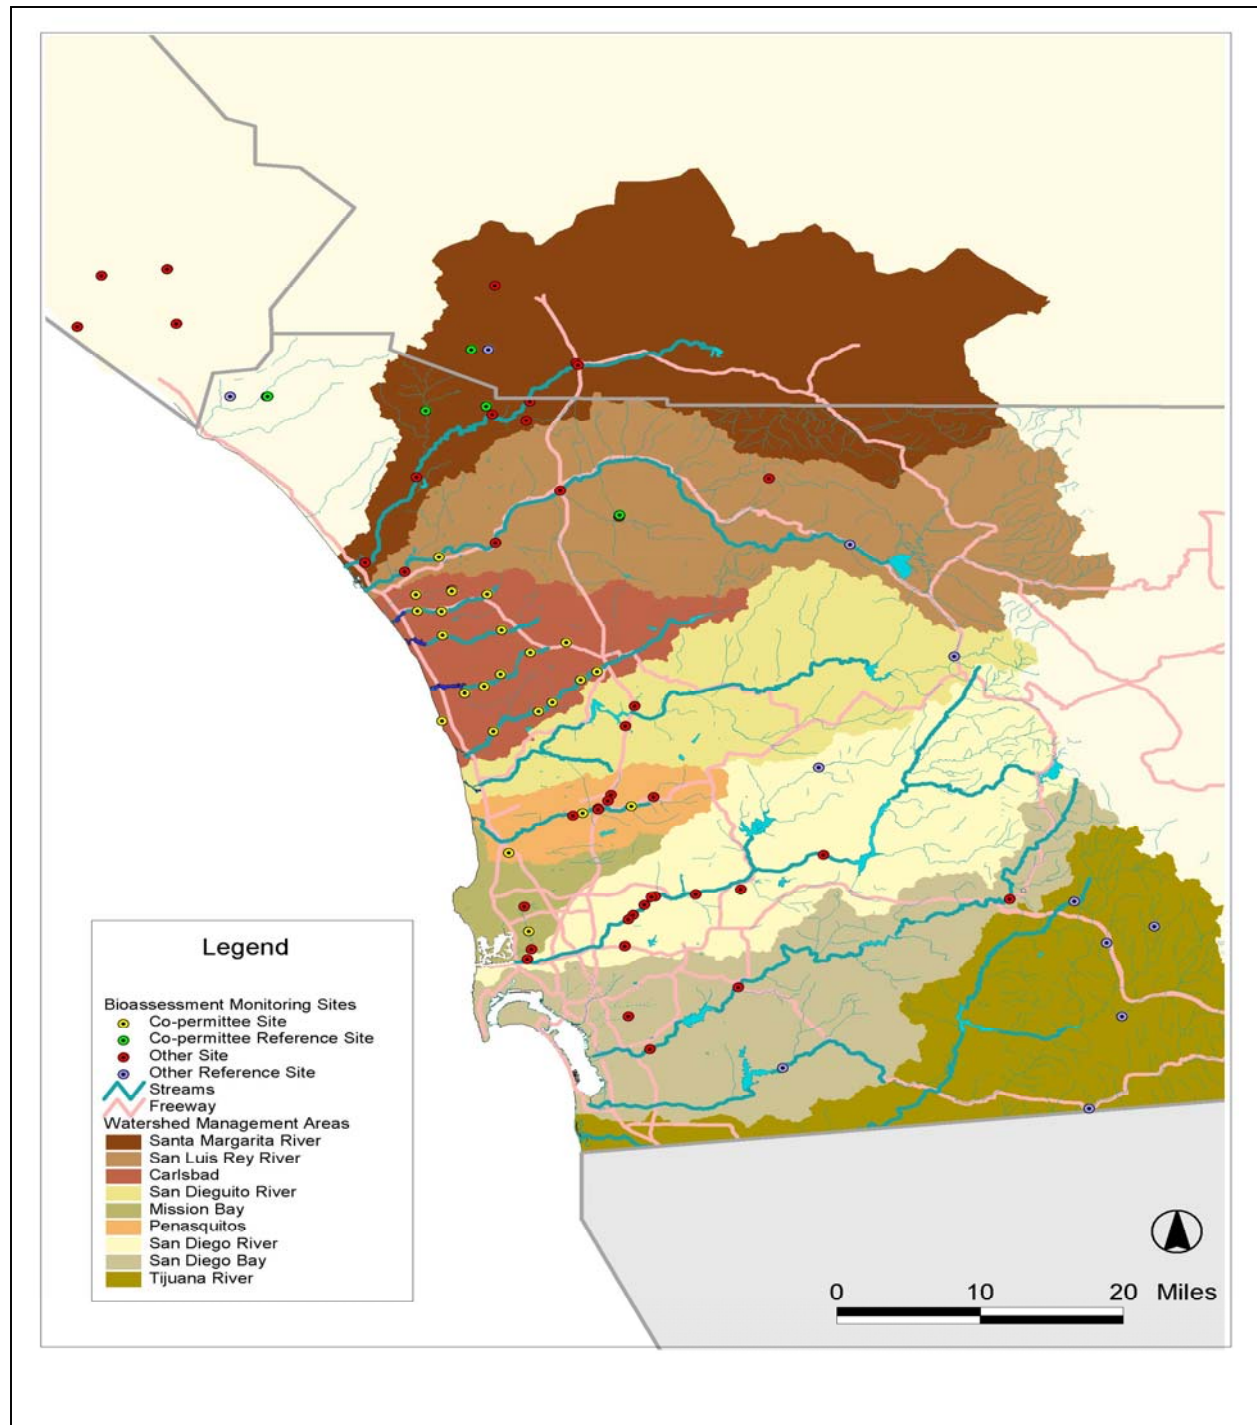 Legend
Bioassessment Monitoring Sites
Co-permittee Site
Co-permittee Reference Site
Other Site
Other Reference Site
Streams
Freeway
Watershed Management Areas
Santa Margarita River
San Luis Rey River
Carlsbad
San Dieguito River
Mission Bay
Penasquitos
San Diego River
San Diego Bay
Tijuana River
0 10 20 Miles